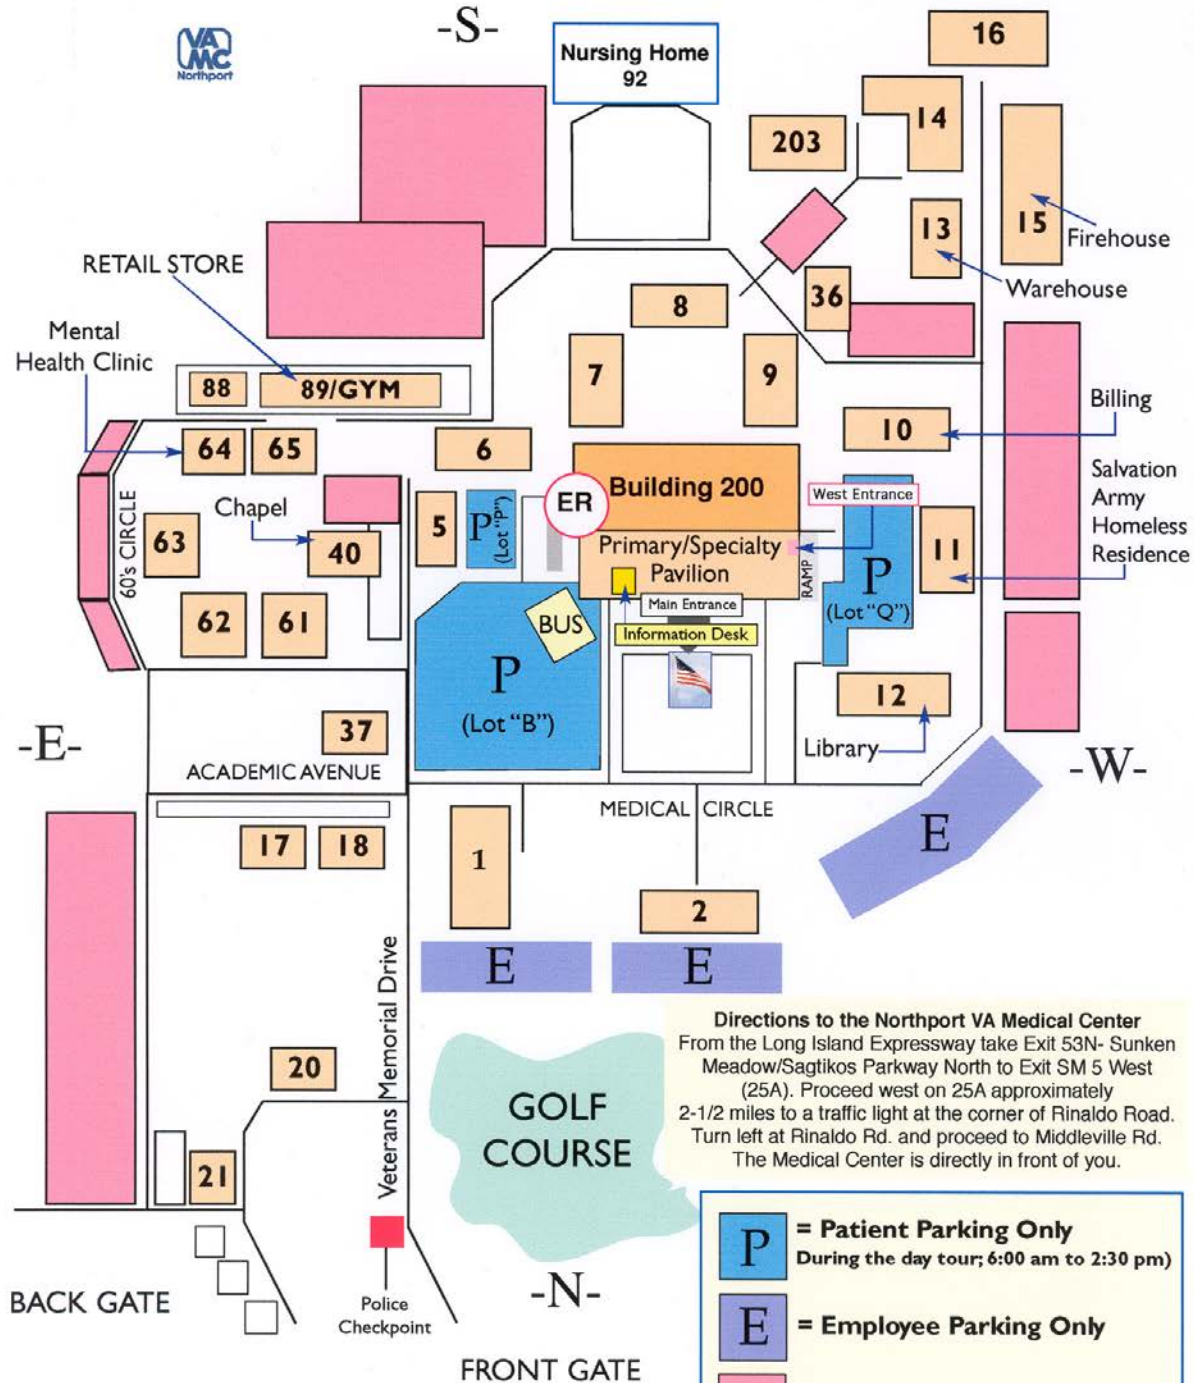 -S-
VA
MC
Northport
Nursing Home
92
16
14
203
15
Firehouse
13
Warehouse
RETAIL STORE
36
8
Mental
Health Clinic
7
9
88
89/GYM
Billing
10
64
65
6
Building 200
ER
West Entrance
Salvation
Army
Homeless
Residence
60's CIRCLE
Chapel
63
40
5
P
(Lot "P")
Primary/Specialty
Pavilion
RAMP
P
(Lot "Q")
11
62
61
BUS
Main Entrance
Information Desk
P
(Lot "B")
12
Library
-E-
37
ACADEMIC AVENUE
-W-
MEDICAL CIRCLE
E
17
18
1
2
E
E
Veterans Memorial Drive
20
21
GOLF
COURSE
Directions to the Northport VA Medical Center
From the Long Island Expressway take Exit 53N- Sunken
Meadow/Sagtikos Parkway North to Exit SM 5 West
(25A). Proceed west on 25A approximately
2-1/2 miles to a traffic light at the corner of Rinaldo Road.
Turn left at Rinaldo Rd. and proceed to Middleville Rd.
The Medical Center is directly in front of you.
P
= Patient Parking Only
During the day tour; 6:00 am to 2:30 pm)
E
= Employee Parking Only
BACK GATE
Police
Checkpoint
-N-
FRONT GATE